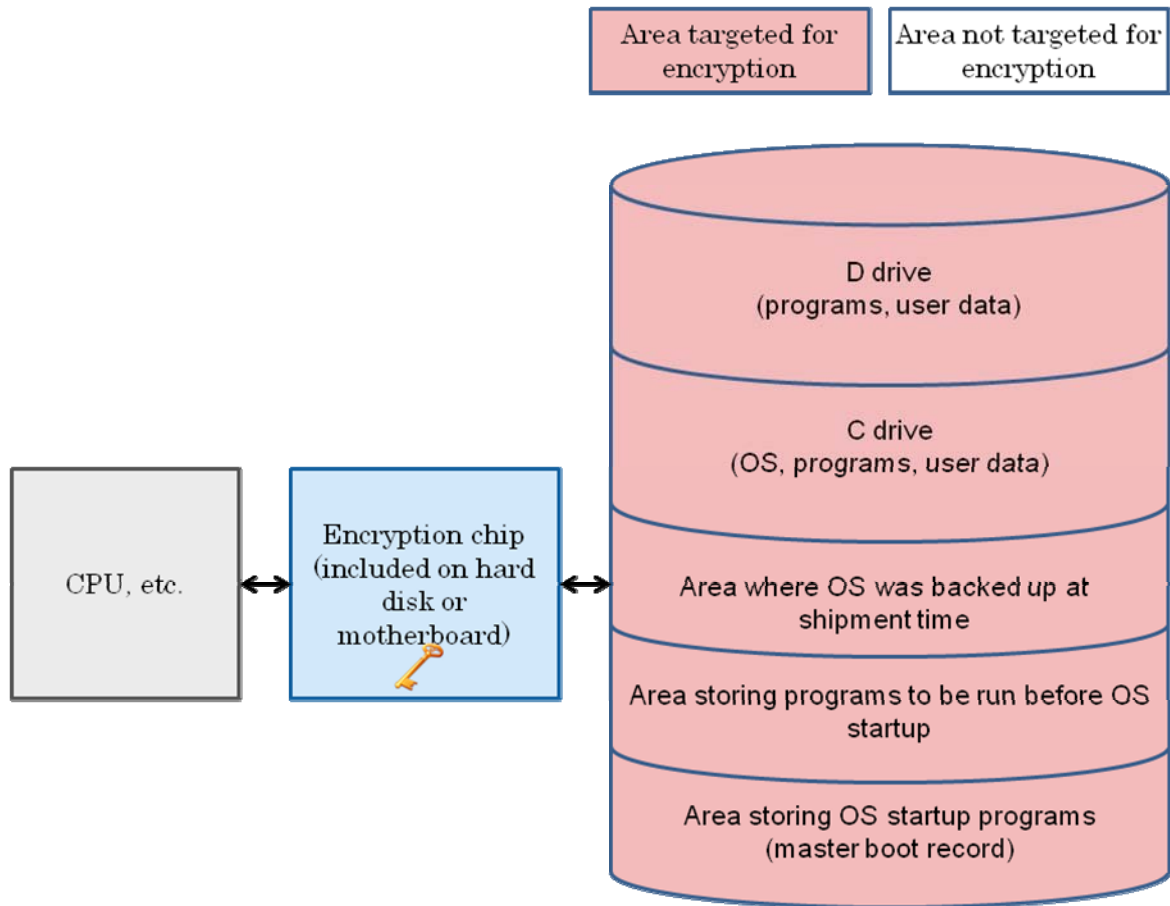 Area targeted for
encryption
Area not targeted for
encryption
D drive
(programs, user data)
C drive
(OS, programs, user data)
CPU, etc.
Encryption chip
(included on hard
disk or
motherboard)
Area where OS was backed up at
shipment time
Area storing programs to be run before OS
startup
Area storing OS startup programs
(master boot record)